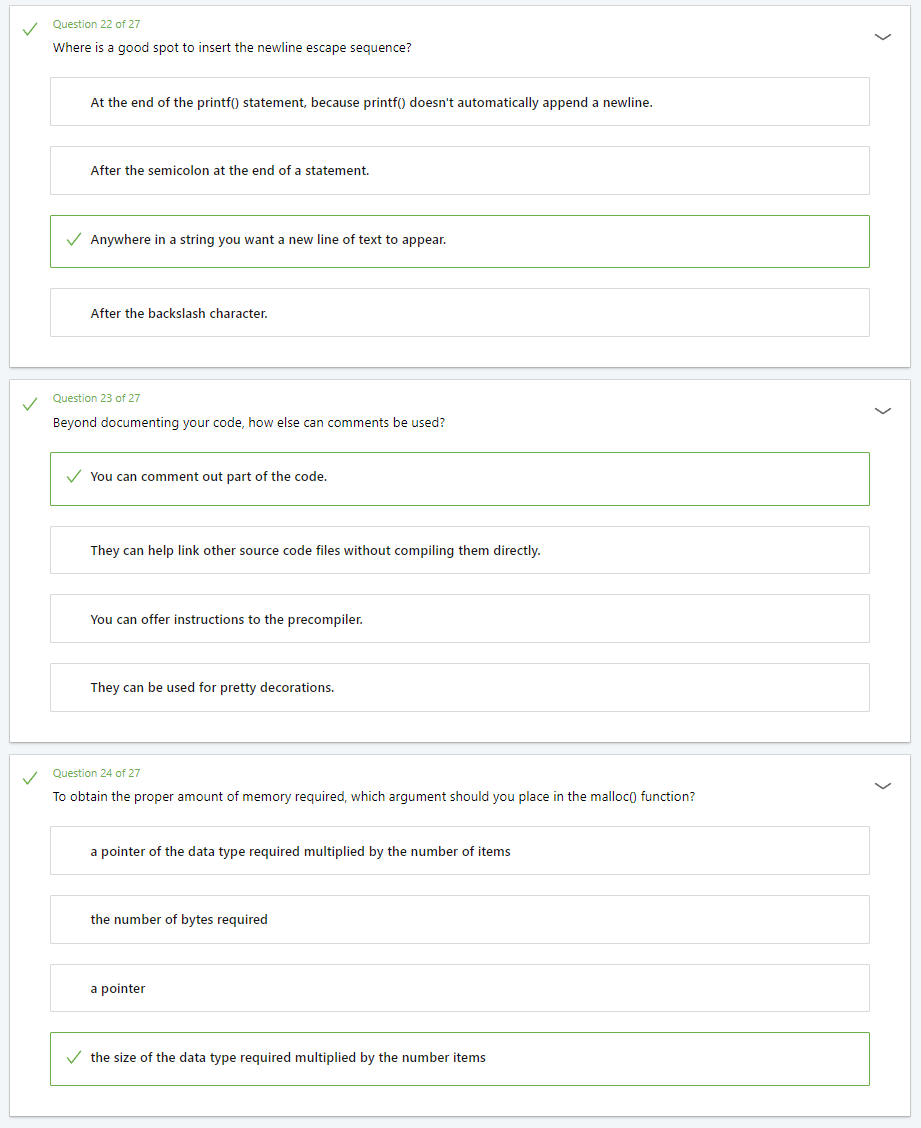 Question 22 of 27
Where is a good spot to insert the newline escape sequence?
At the end of the printf() statement, because printf() doesn't automatically append a newline.
After the semicolon at the end of a statement.
Anywhere in a string you want a new line of text to appear.
After the backslash character.
Question 23 of 27
Beyond documenting your code, how else can comments be used?
You can comment out part of the code.
They can help link other source code files without compiling them directly.
You can offer instructions to the precompiler.
They can be used for pretty decorations.
Question 24 of 27
To obtain the proper amount of memory required, which argument should you place in the malloc() function?
a pointer of the data type required multiplied by the number of items
the number of bytes required
a pointer
the size of the data type required multiplied by the number items